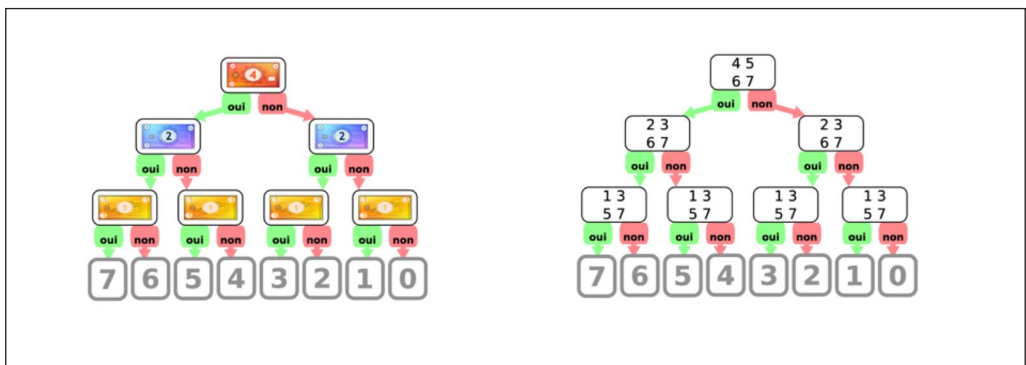 4
oui non
2 2
oui non oui non
1 1 1 1
oui non oui non oui non oui non
7 6 5 4 3 2 1 0
4 5
6 7
oui non
2 3 2 3
6 7 6 7
oui non oui non
1 3 1 3 1 3 1 3
5 7 5 7 5 7 5 7
oui non oui non oui non oui non
7 6 5 4 3 2 1 0